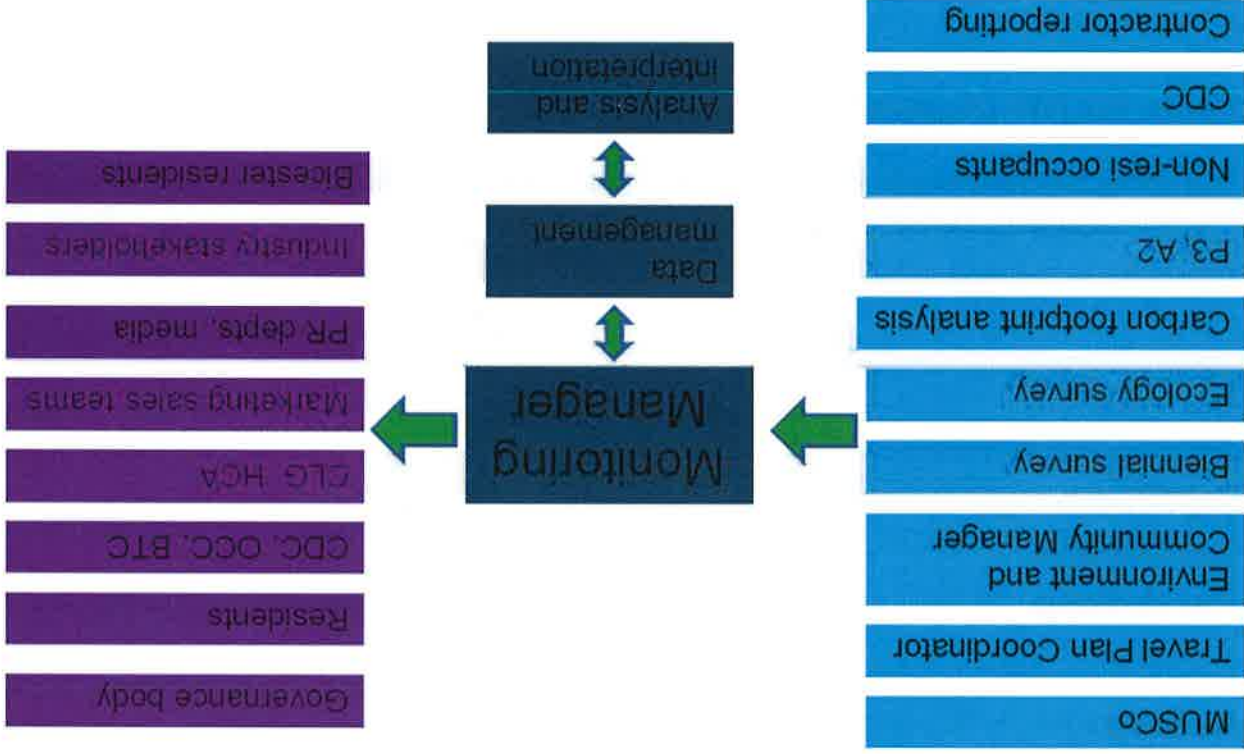 MUSCo
Travel Plan Coordinator
Environment and
Community Manager
Biennial survey
Ecology survey
Carbon footprint analysis
P3, A2
Non-resi occupants
CDC
Contractor reporting
Monitoring
Manager
Data
management
Analysis and
interpretation
Governance body
Residents
CDC, OCC, BTC
CLG, HCA
Marketing sales teams
PR depts, media
Industry stakeholders
Bicester residents